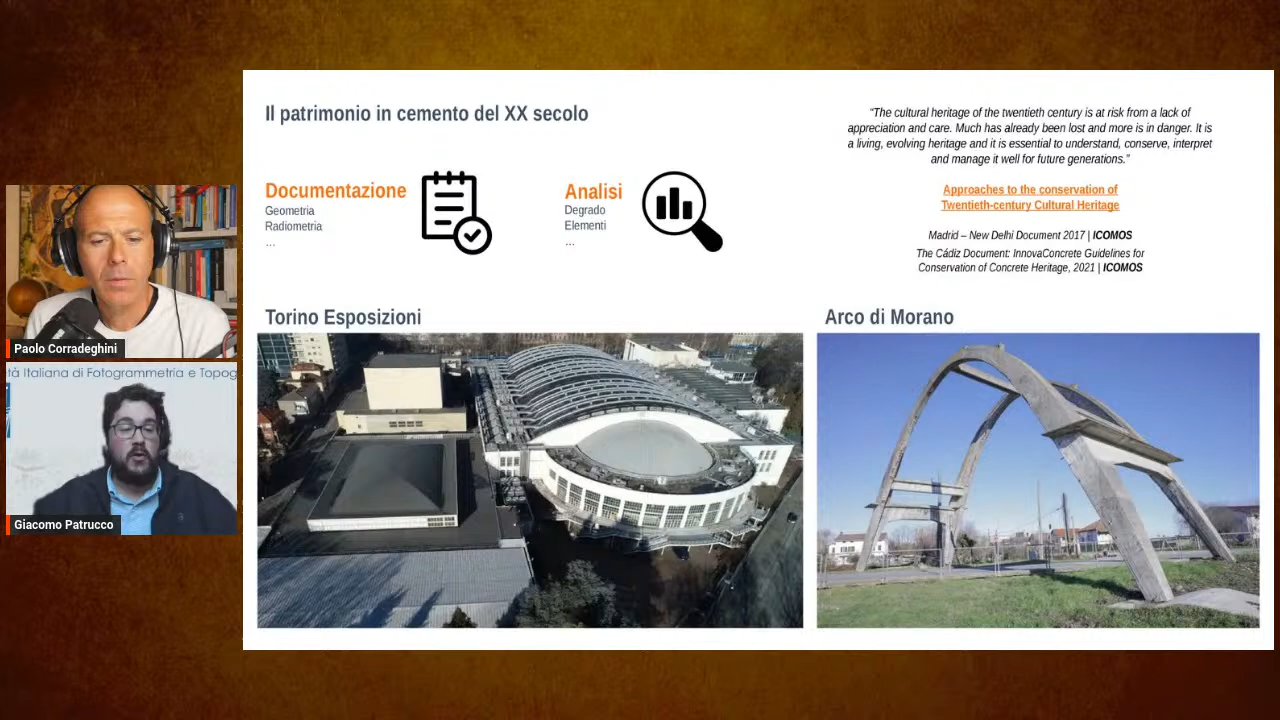 Il patrimonio in cemento del XX secolo
Documentazione
Geometria
Radiometria
...
Analisi
Degrado
Elementi
...
“The cultural heritage of the twentieth century is at risk from a lack of
appreciation and care. Much has already been lost and more is in danger. It is
a living, evolving heritage and it is essential to understand, conserve, interpret
and manage it well for future generations.”
Approaches to the conservation of
Twentieth-century Cultural Heritage
Madrid – New Delhi Document 2017 | ICOMOS
The Cádiz Document: InnovaConcrete Guidelines for
Conservation of Concrete Heritage, 2021 | ICOMOS
Torino Esposizioni
Arco di Morano
Paolo Corradeghini
tà Italiana di Fotogrammetria e Topog
Giacomo Patrucco